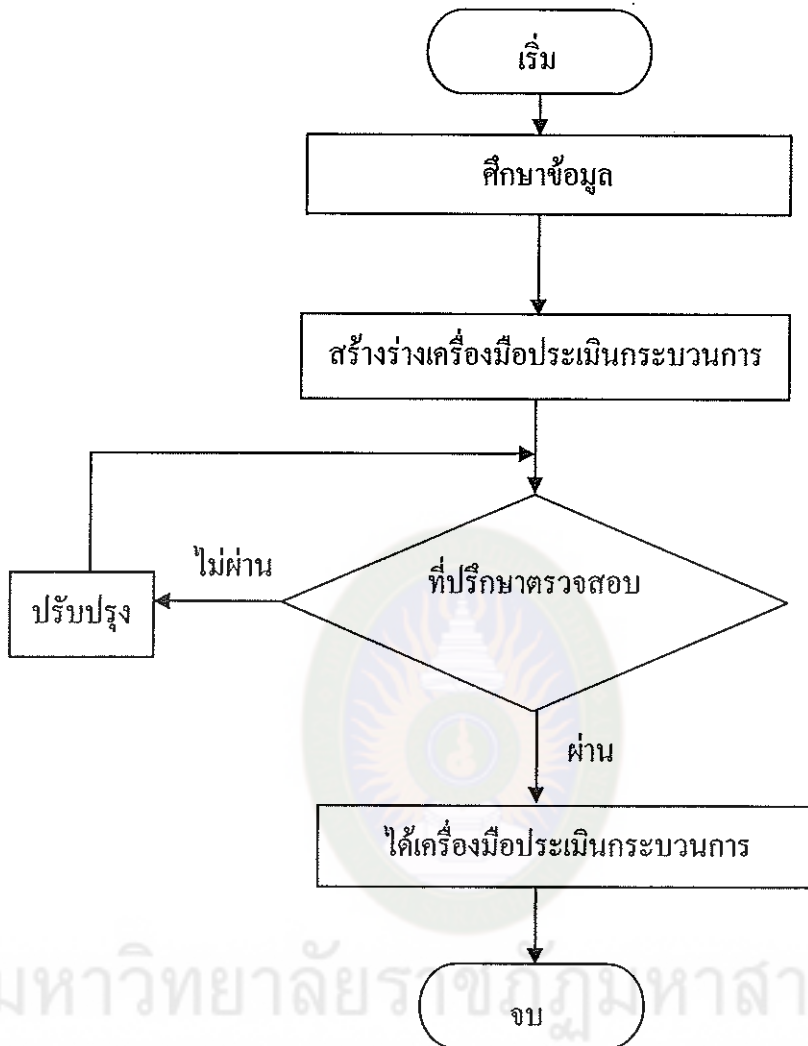 เริ่ม
ศึกษาข้อมูล
สร้างร่างเครื่องมือประเมินกระบวนการ
ไม่ผ่าน
ที่ปรึกษาตรวจสอบ
ปรับปรุง
ผ่าน
ได้เครื่องมือประเมินกระบวนการ
มหาวิทยาลัยราชภัฏมหาสา
จบ